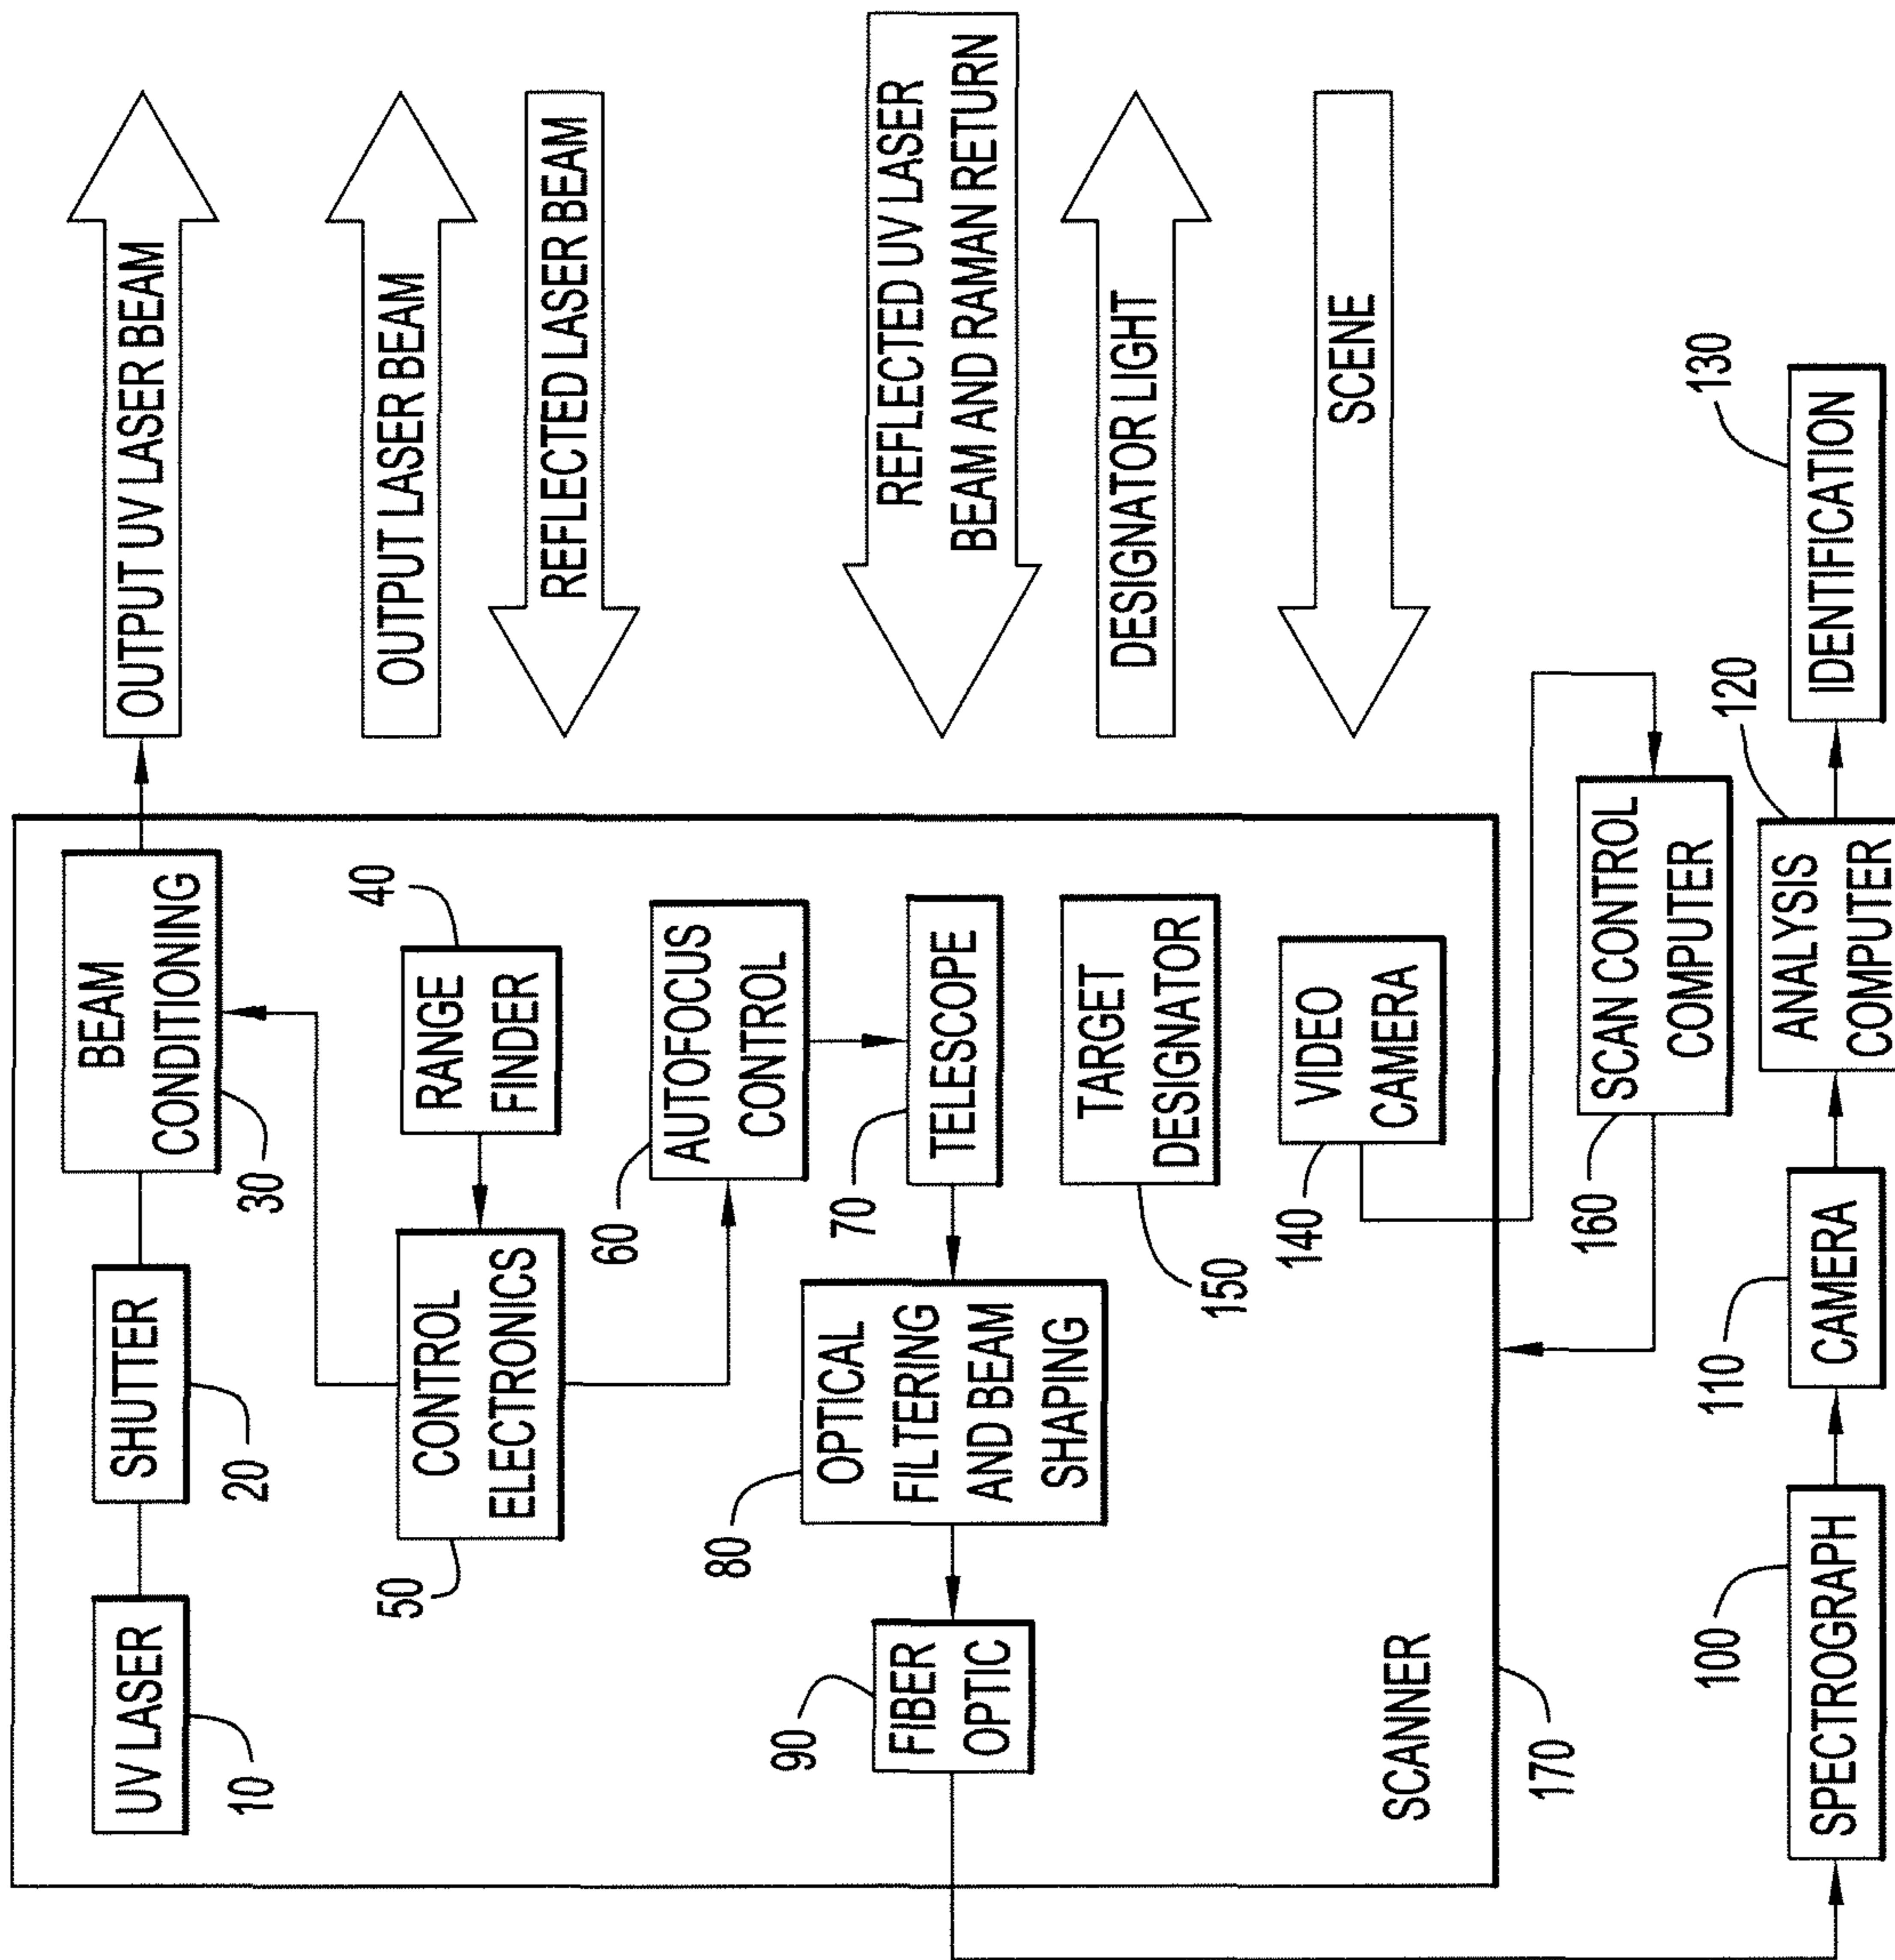 UV LASER
10
SHUTTER
20
BEAM
CONDITIONING
30
OUTPUT UV LASER BEAM
CONTROL
ELECTRONICS
50
RANGE
FINDER
40
OUTPUT LASER BEAM
REFLECTED LASER BEAM
AUTOFOCUS
CONTROL
60
FIBER
OPTIC
90
OPTICAL
FILTERING
AND BEAM
SHAPING
80
TELESCOPE
70
REFLECTED UV LASER
BEAM AND RAMAN RETURN
TARGET
DESIGNATOR
150
DESIGNATOR LIGHT
VIDEO
CAMERA
140
SCENE
SCANNER
170
SCAN CONTROL
COMPUTER
160
SPECTROGRAPH
100
CAMERA
110
ANALYSIS
COMPUTER
120
IDENTIFICATION
130